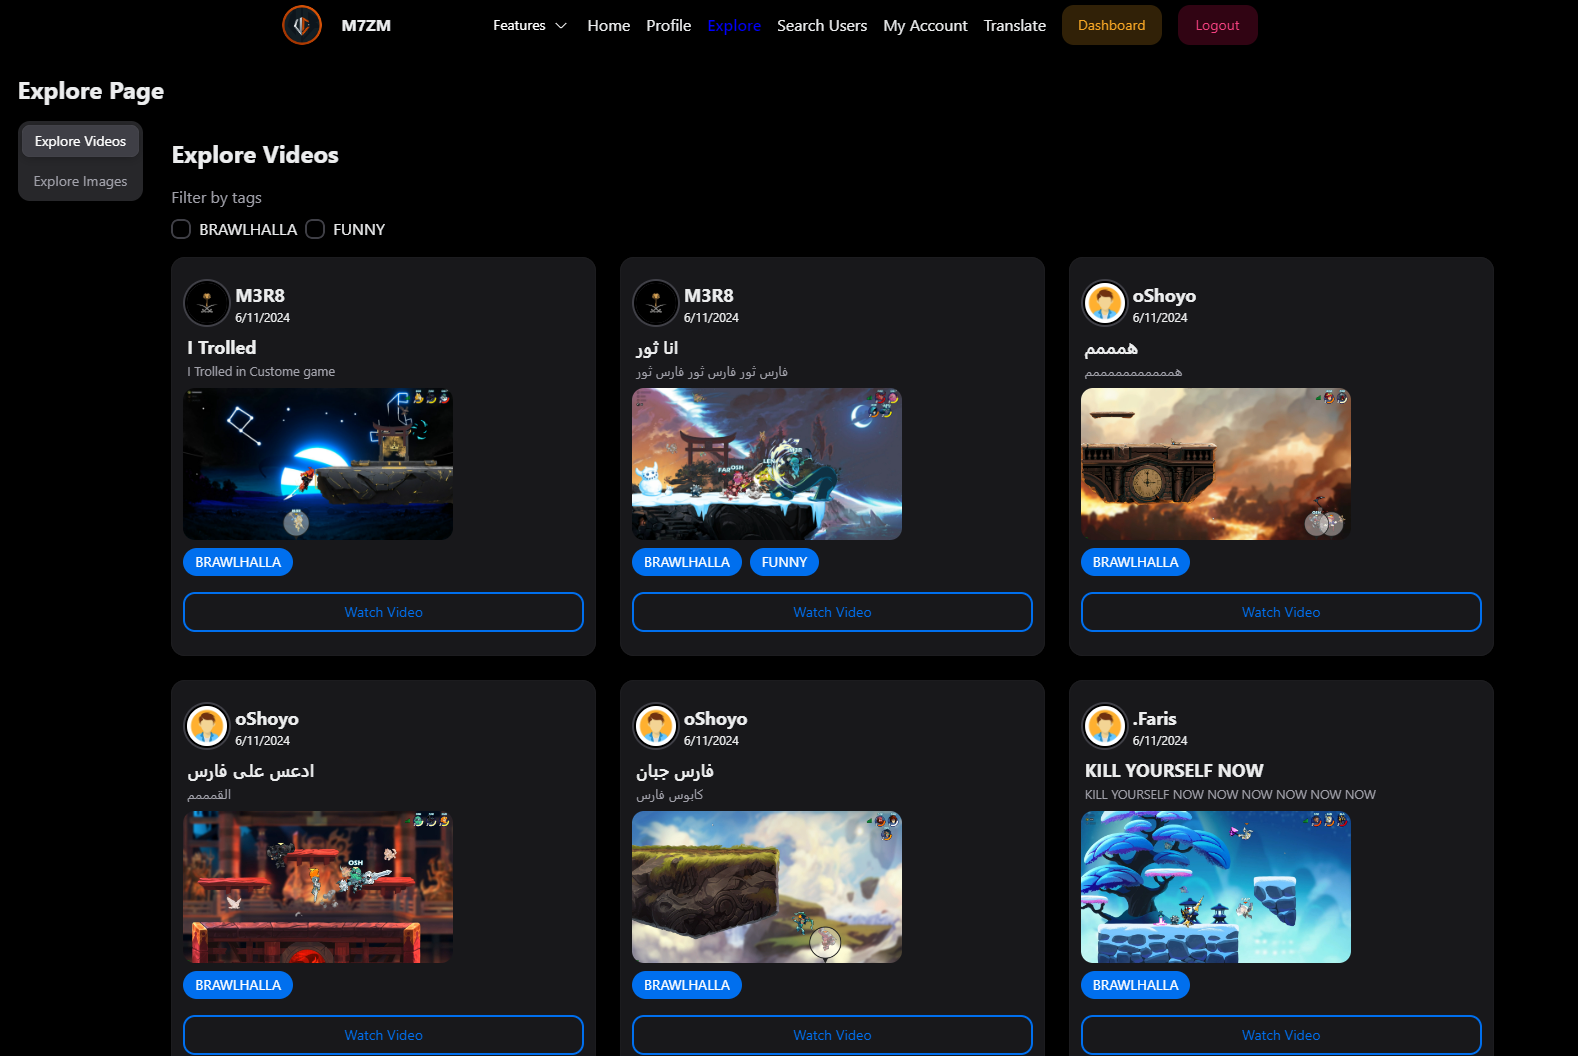 M7ZM
Features Home Profile Explore Search Users My Account Translate Dashboard Logout
Explore Page
Explore Videos
Explore Images
Explore Videos
Filter by tags
BRAWLHALLA FUNNY
M3R8
6/11/2024
I Trolled
I Trolled in Custome game
BRAWLHALLA
Watch Video
M3R8
6/11/2024
انا ثور
فارس ثور فارس ثور فارس ثور
BRAWLHALLA FUNNY
Watch Video
oShoyo
6/11/2024
هممم
BRAWLHALLA
Watch Video
oShoyo
6/11/2024
ادعس على فارس
القمممم
OSH
BRAWLHALLA
Watch Video
oShoyo
6/11/2024
فارس جبان
كابوس فارس
BRAWLHALLA
Watch Video
.Faris
6/11/2024
KILL YOURSELF NOW
KILL YOURSELF NOW NOW NOW NOW NOW NOW
BRAWLHALLA
Watch Video